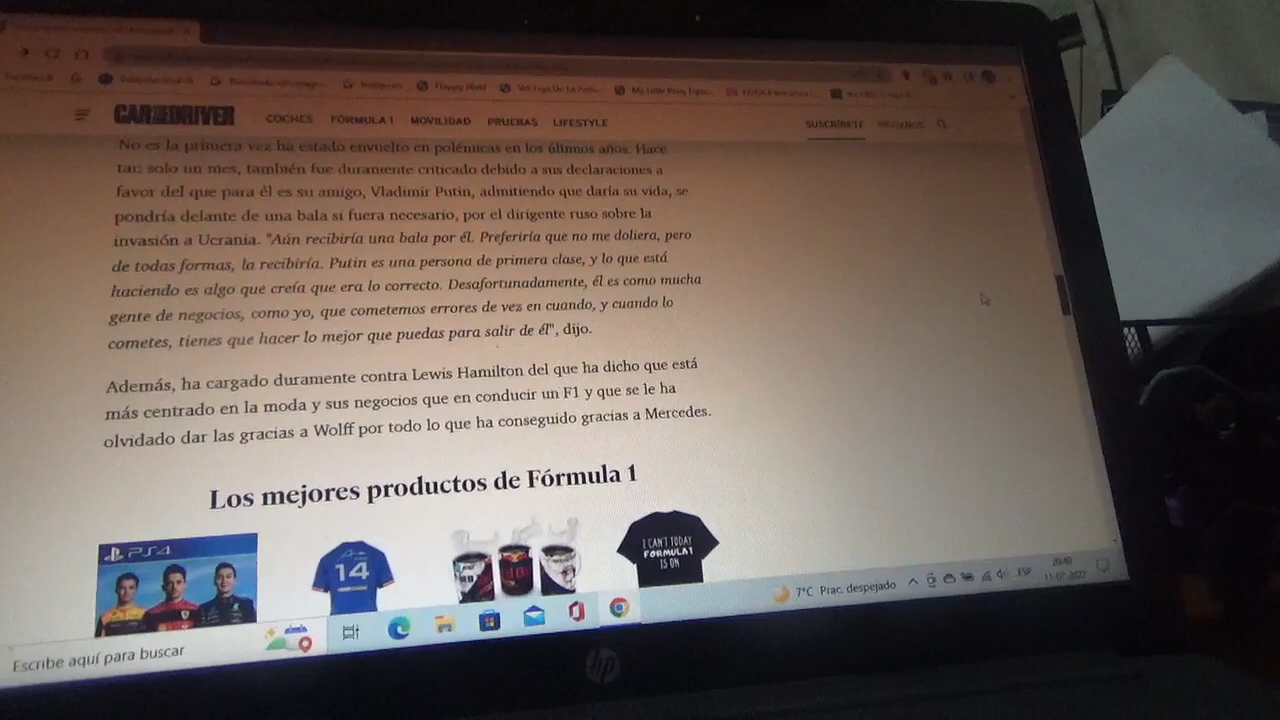 CAR AND DRIVER
COCHES FÓRMULA 1 MOVILIDAD PRUEBAS LIFESTYLE SUSCRÍBETE SÍGUENOS
No es la primera vez ha estado envuelto en polémicas en los últimos años. Hace
tan solo un mes, también fue duramente criticado debido a sus declaraciones a
favor del que para él es su amigo, Vladimir Putin, admitiendo que daría su vida, se
pondría delante de una bala si fuera necesario, por el dirigente ruso sobre la
invasión a Ucrania. "Aún recibiría una bala por él. Preferiría que no me doliera, pero
de todas formas, la recibiría. Putin es una persona de primera clase, y lo que está
haciendo es algo que creía que era lo correcto. Desafortunadamente, él es como mucha
gente de negocios, como yo, que cometemos errores de vez en cuando, y cuando lo
cometes, tienes que hacer lo mejor que puedas para salir de él", dijo.
Además, ha cargado duramente contra Lewis Hamilton del que ha dicho que está
más centrado en la moda y sus negocios que en conducir un F1 y que se le ha
olvidado dar las gracias a Wolff por todo lo que ha conseguido gracias a Mercedes.
Los mejores productos de Fórmula 1
PS4
14
I CAN'T TODAY
FORMULA 1
IS ON
Escribe aquí para buscar
7°C Prac. despejado
ESP
20:40
11-07-2022
hp